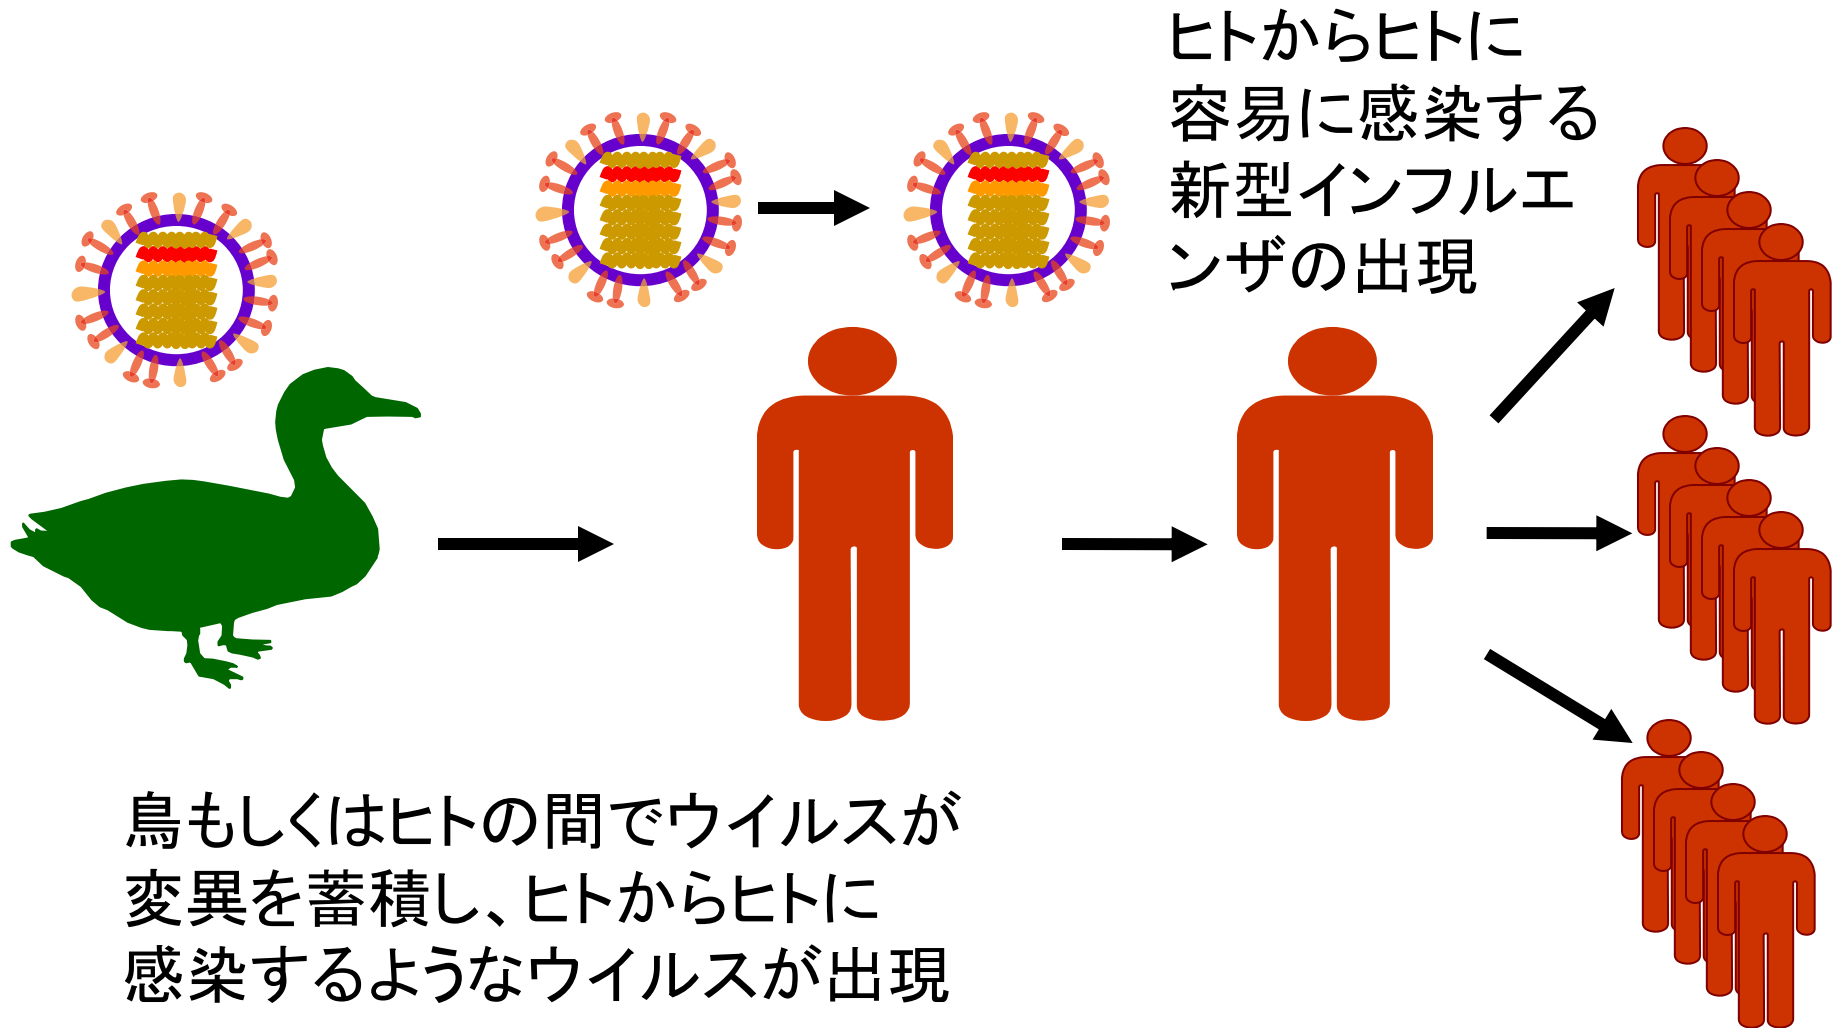 ヒトからヒトに
容易に感染する
新型インフルエ
ンザの出現
鳥もしくはヒトの間でウイルスが
変異を蓄積し、ヒトからヒトに
感染するようなウイルスが出現